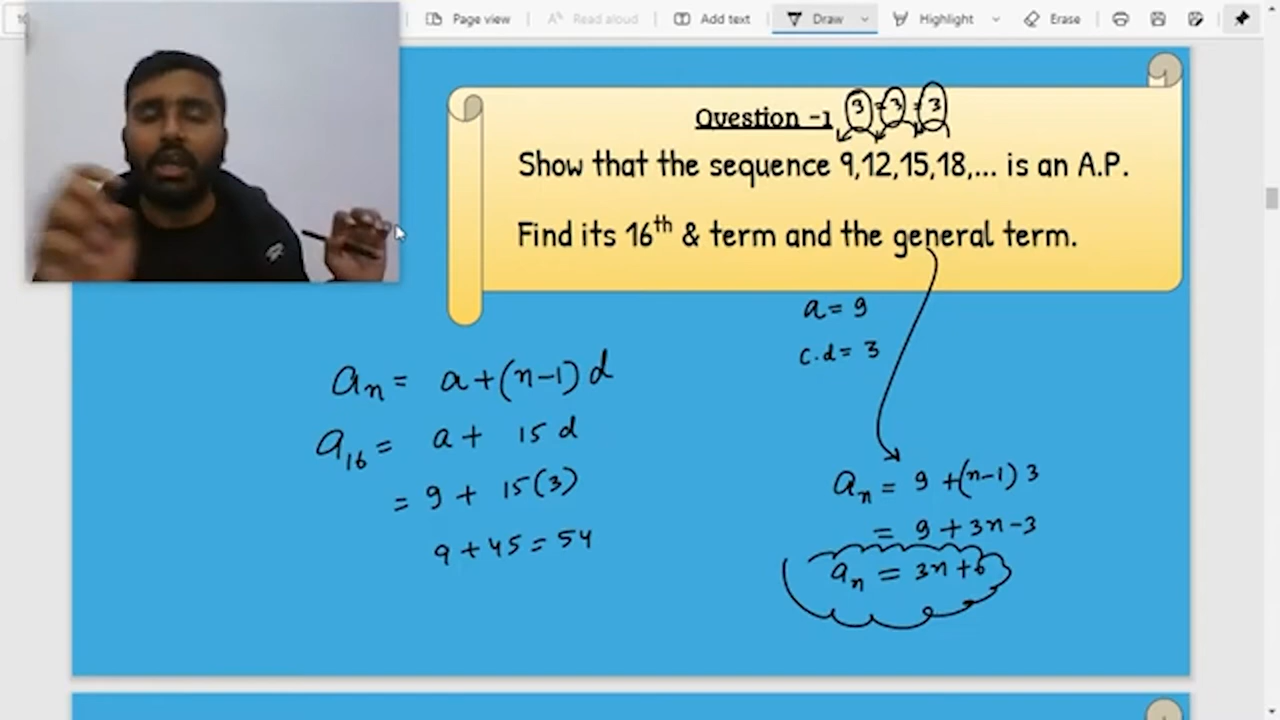 Page view
Read aloud
Add text
Draw
Highlight
Erase
Question -1
3 = 3 = 3
Show that the sequence 9,12,15,18,... is an A.P.
Find its 16th & term and the general term.
a = 9
c.d = 3
an = a+(n-1) d
a16 = a + 15 d
= 9 + 15(3)
9 + 45 = 54
an = 9 +(n-1) 3
= 9 + 3n-3
an = 3n+6